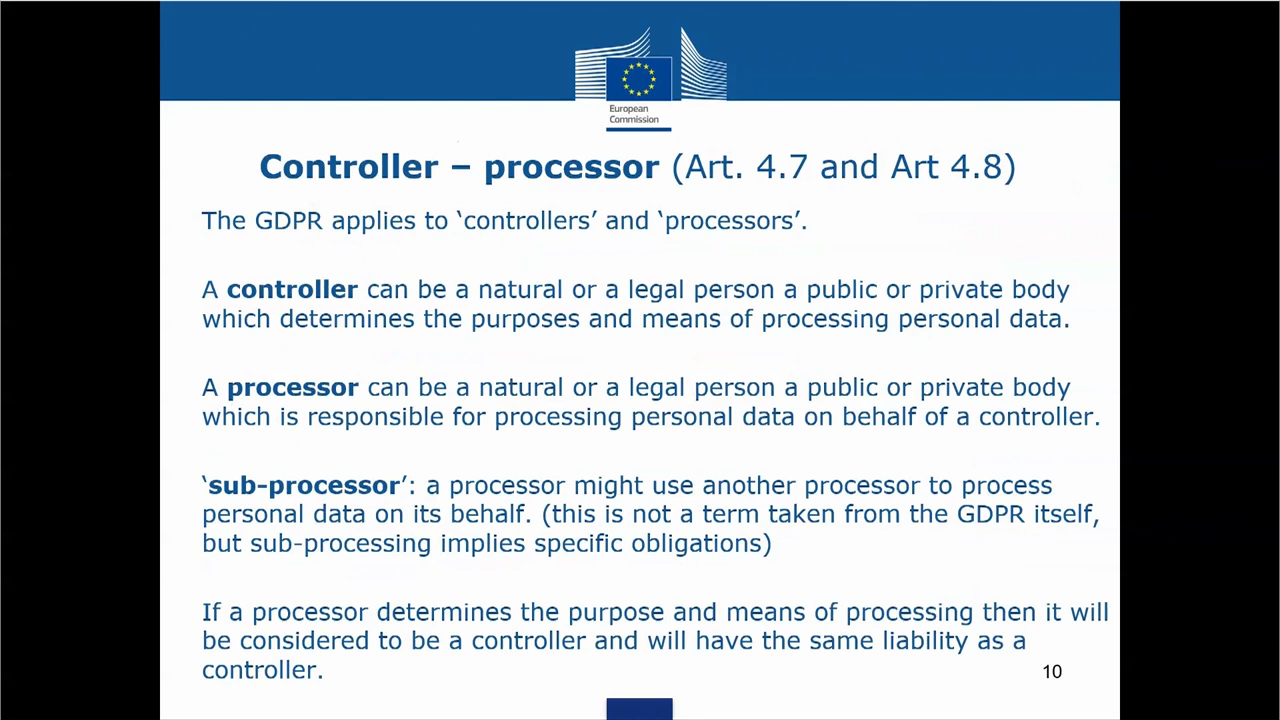 European
Commission
Controller – processor (Art. 4.7 and Art 4.8)
The GDPR applies to ‘controllers’ and ‘processors’.
A controller can be a natural or a legal person a public or private body
which determines the purposes and means of processing personal data.
A processor can be a natural or a legal person a public or private body
which is responsible for processing personal data on behalf of a controller.
‘sub-processor’: a processor might use another processor to process
personal data on its behalf. (this is not a term taken from the GDPR itself,
but sub-processing implies specific obligations)
If a processor determines the purpose and means of processing then it will
be considered to be a controller and will have the same liability as a
controller.
10